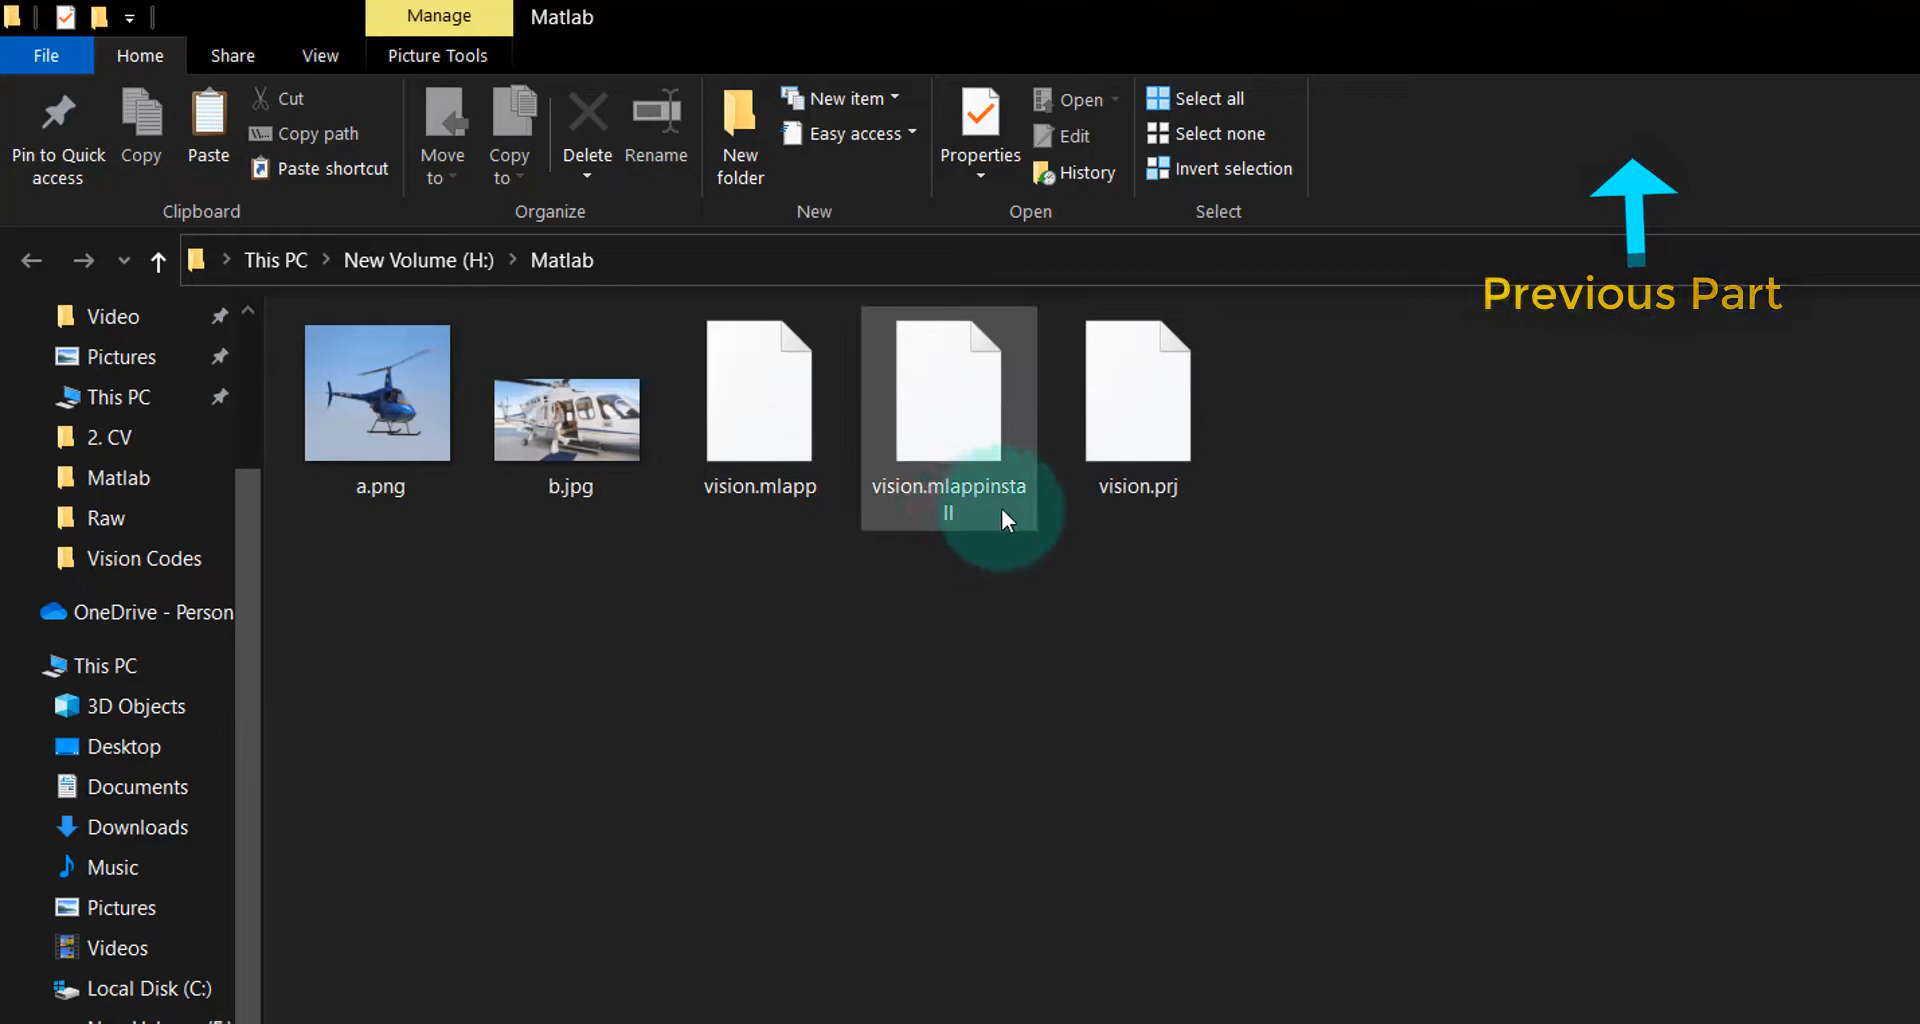 Manage
Matlab
File
Home
Share
View
Picture Tools
Pin to Quick
access
Copy
Paste
Cut
Copy path
Paste shortcut
Clipboard
Move
to
Copy
to
Delete
Rename
Organize
New
folder
New item
Easy access
New
Properties
Open
Edit
History
Open
Select all
Select none
Invert selection
Select
Previous Part
This PC
New Volume (H:)
Matlab
Video
Pictures
This PC
2. CV
Matlab
Raw
Vision Codes
OneDrive - Person
This PC
3D Objects
Desktop
Documents
Downloads
Music
Pictures
Videos
Local Disk (C:)
a.png
b.jpg
vision.mlapp
vision.mlappinsta
ll
vision.prj